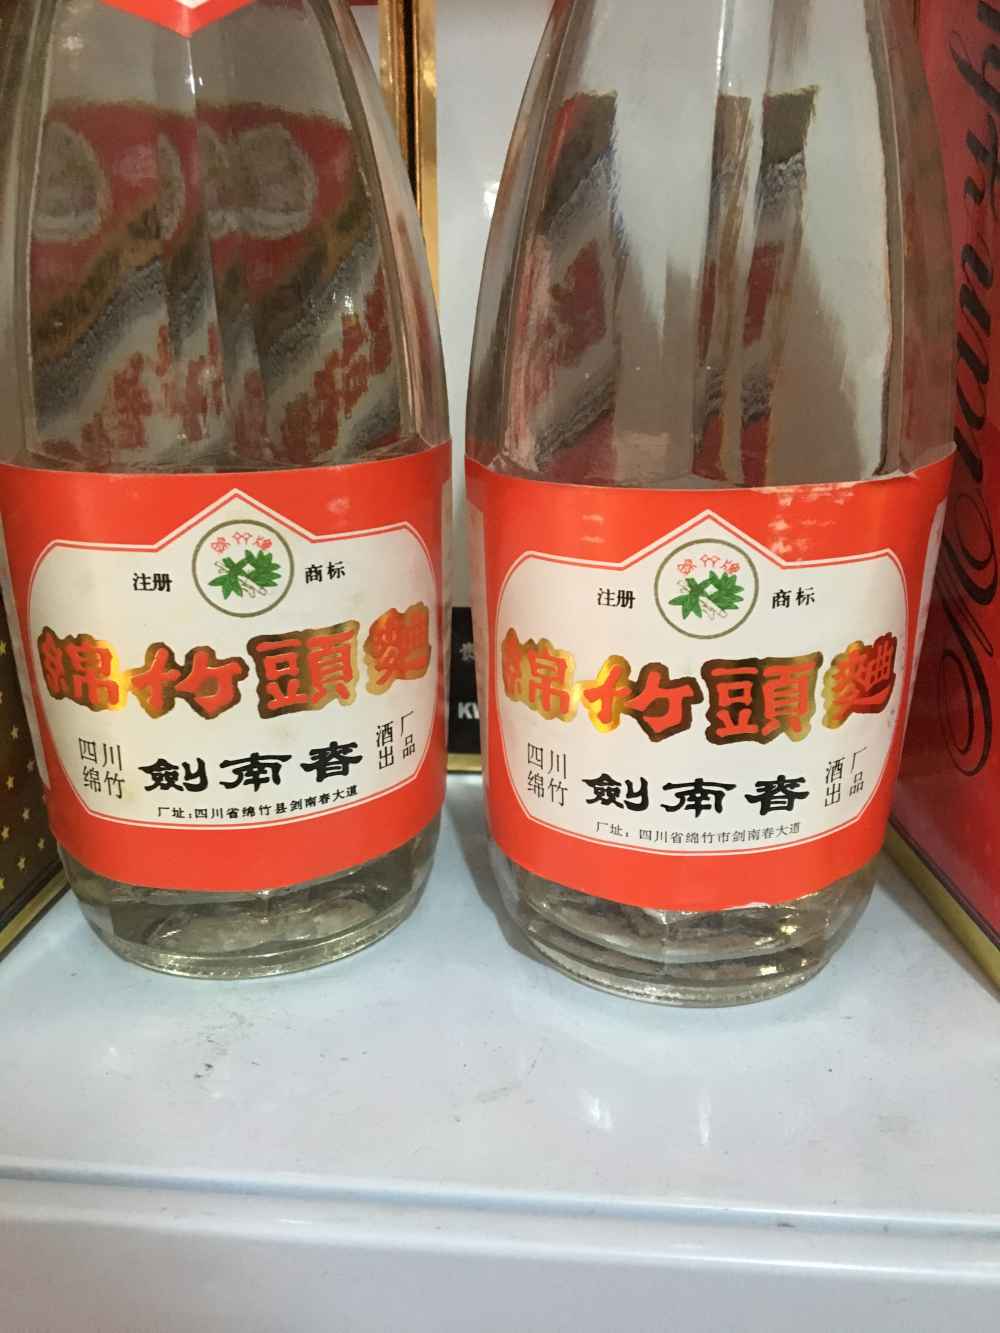 绵竹牌
注册 商标
綿竹頭麯
四川 绵竹 劍南春 酒厂 出品
厂址:四川省绵竹县剑南春大道
绵竹牌
注册 商标
綿竹頭麯
四川 绵竹 劍南春 酒厂 出品
厂址:四川省绵竹市剑南春大道